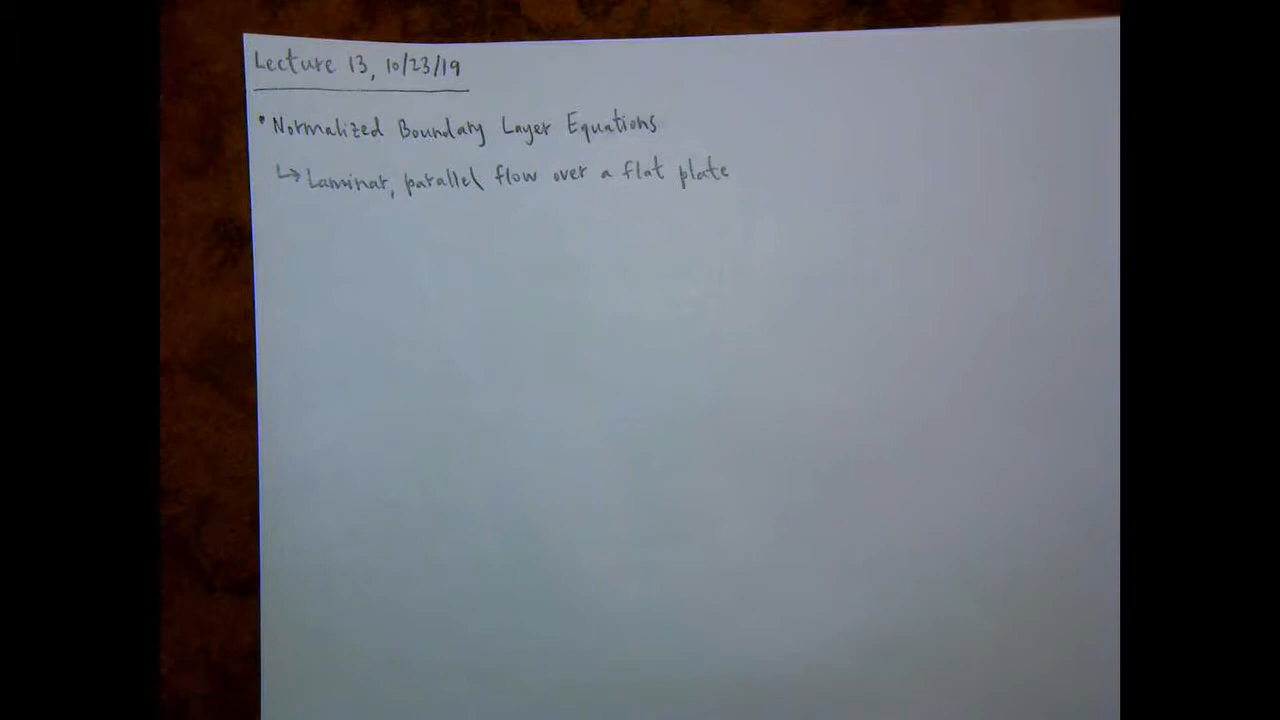 Lecture 13, 10/23/19
• Normalized Boundary Layer Equations
↳ Laminar, parallel flow over a flat plate